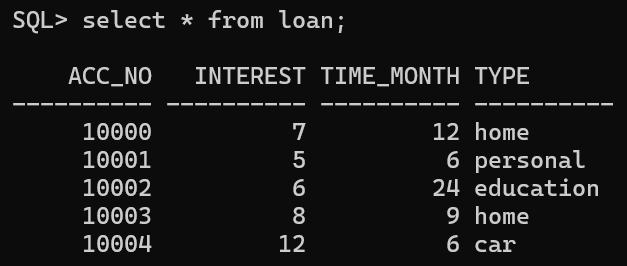 SQL> select * from loan;
ACC_NO INTEREST TIME_MONTH TYPE
---------- ---------- ---------- ----------
10000 7 12 home
10001 5 6 personal
10002 6 24 education
10003 8 9 home
10004 12 6 car